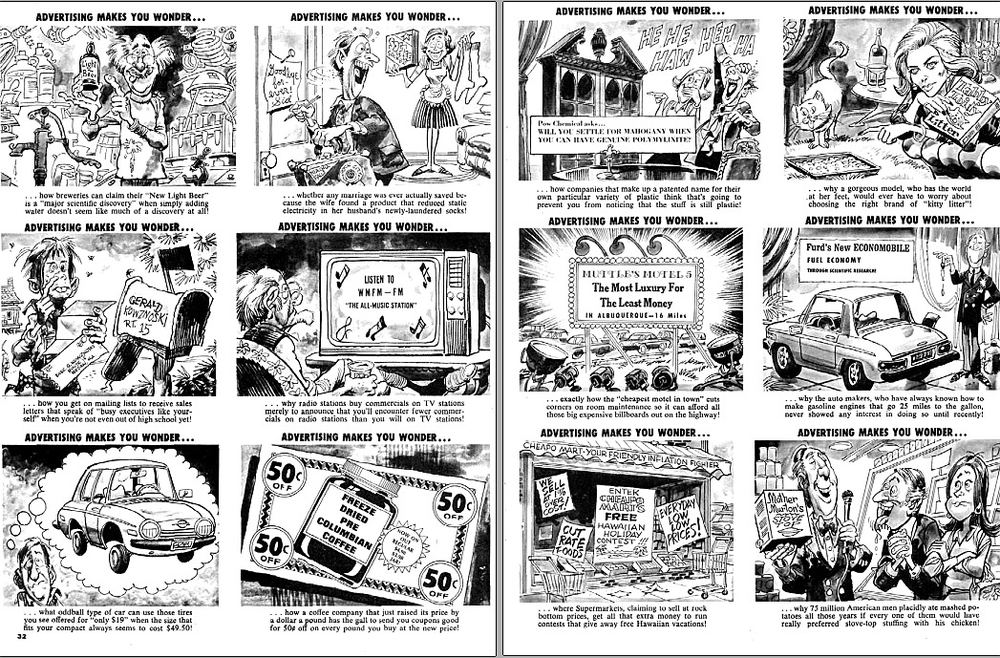 ADVERTISING MAKES YOU WONDER...
Light Beer
... how breweries can claim their "New Light Beer"
is a "major scientific discovery" when simply adding
water doesn't seem like much of a discovery at all!
ADVERTISING MAKES YOU WONDER...
Goodbye
... whether any marriage was ever actually saved be-
cause the wife found a product that reduced static
electricity in her husband's newly-laundered socks!
ADVERTISING MAKES YOU WONDER...
GERALD
KOWZNOSKI
RT. 15
... how you get on mailing lists to receive sales
letters that speak of "busy executives like your-
self" when you're not even out of high school yet!
ADVERTISING MAKES YOU WONDER...
LISTEN TO
WMFM-FM
"THE ALL-MUSIC STATION"
... why radio stations buy commercials on TV stations
merely to announce that you'll encounter fewer commer-
cials on radio stations than you will on TV stations!
ADVERTISING MAKES YOU WONDER...
... what oddball type of car can use those tires
you see offered for "only $19" when the size that
fits your compact always seems to cost $49.50!
32
ADVERTISING MAKES YOU WONDER...
50¢
OFF
50¢
OFF
50¢
OFF
50¢
OFF
FREEZE
DRIED
PRE
COLUMBIAN
COFFEE
... how a coffee company that just raised its price by
a dollar a pound has the gall to send you coupons good
for 50¢ off on every pound you buy at the new price!
ADVERTISING MAKES YOU WONDER...
HE HE HEH HA
HAW
Pow Chemical asks...
WILL YOU SETTLE FOR MAHOGANY WHEN
YOU CAN HAVE GENUINE POLYMYLINITE?
... how companies that make up a patented name for their
own particular variety of plastic think that's going to
prevent you from noticing that the stuff is still plastic!
ADVERTISING MAKES YOU WONDER...
... why a gorgeous model, who has the world
at her feet, would ever have to worry about
choosing the right brand of "kitty litter"!
ADVERTISING MAKES YOU WONDER...
MUTTLE'S MOTEL 5
The Most Luxury For
The Least Money
IN ALBUQUERQUE—16 Miles
... exactly how the "cheapest motel in town" cuts
corners on room maintenance so it can afford all
those big expensive billboards out on the highway!
ADVERTISING MAKES YOU WONDER...
Furd's New ECONOMOBILE
FUEL ECONOMY
THROUGH SCIENTIFIC RESEARCH!
... why the auto makers, who have always known how to
make gasoline engines that go 25 miles to the gallon,
never showed any interest in doing so until recently!
ADVERTISING MAKES YOU WONDER...
CHEAPO MART-YOUR FRIENDLY INFLATION FIGHTER
CUT
RATE
FOODS
ENTER
CHEAPO
MART'S
FREE
HAWAIIAN
HOLIDAY
CONTEST!!!
EVERYDAY
LOW
PRICES!
... where Supermarkets, claiming to sell at rock
bottom prices, get all that extra money to run
contests that give away free Hawaiian vacations!
ADVERTISING MAKES YOU WONDER...
... why 75 million American men placidly ate mashed po-
tatoes all those years if every one of them would have
really preferred stove-top stuffing with his chicken!